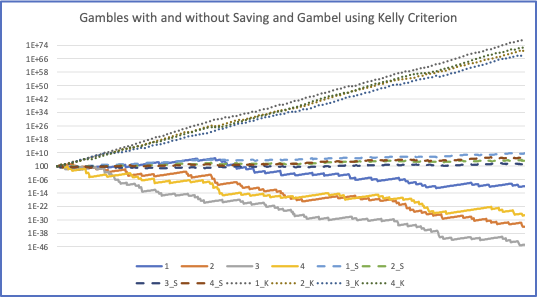 Gambles with and without Saving and Gambel using Kelly Criterion
1E+74
1E+66
1E+58
1E+50
1E+42
1E+34
1E+26
1E+18
1E+10
100
1E-06
1E-14
1E-22
1E-30
1E-38
1E-46
1 2 3 4 1_S 2_S
3_S 4_S 1_K 2_K 3_K 4_K